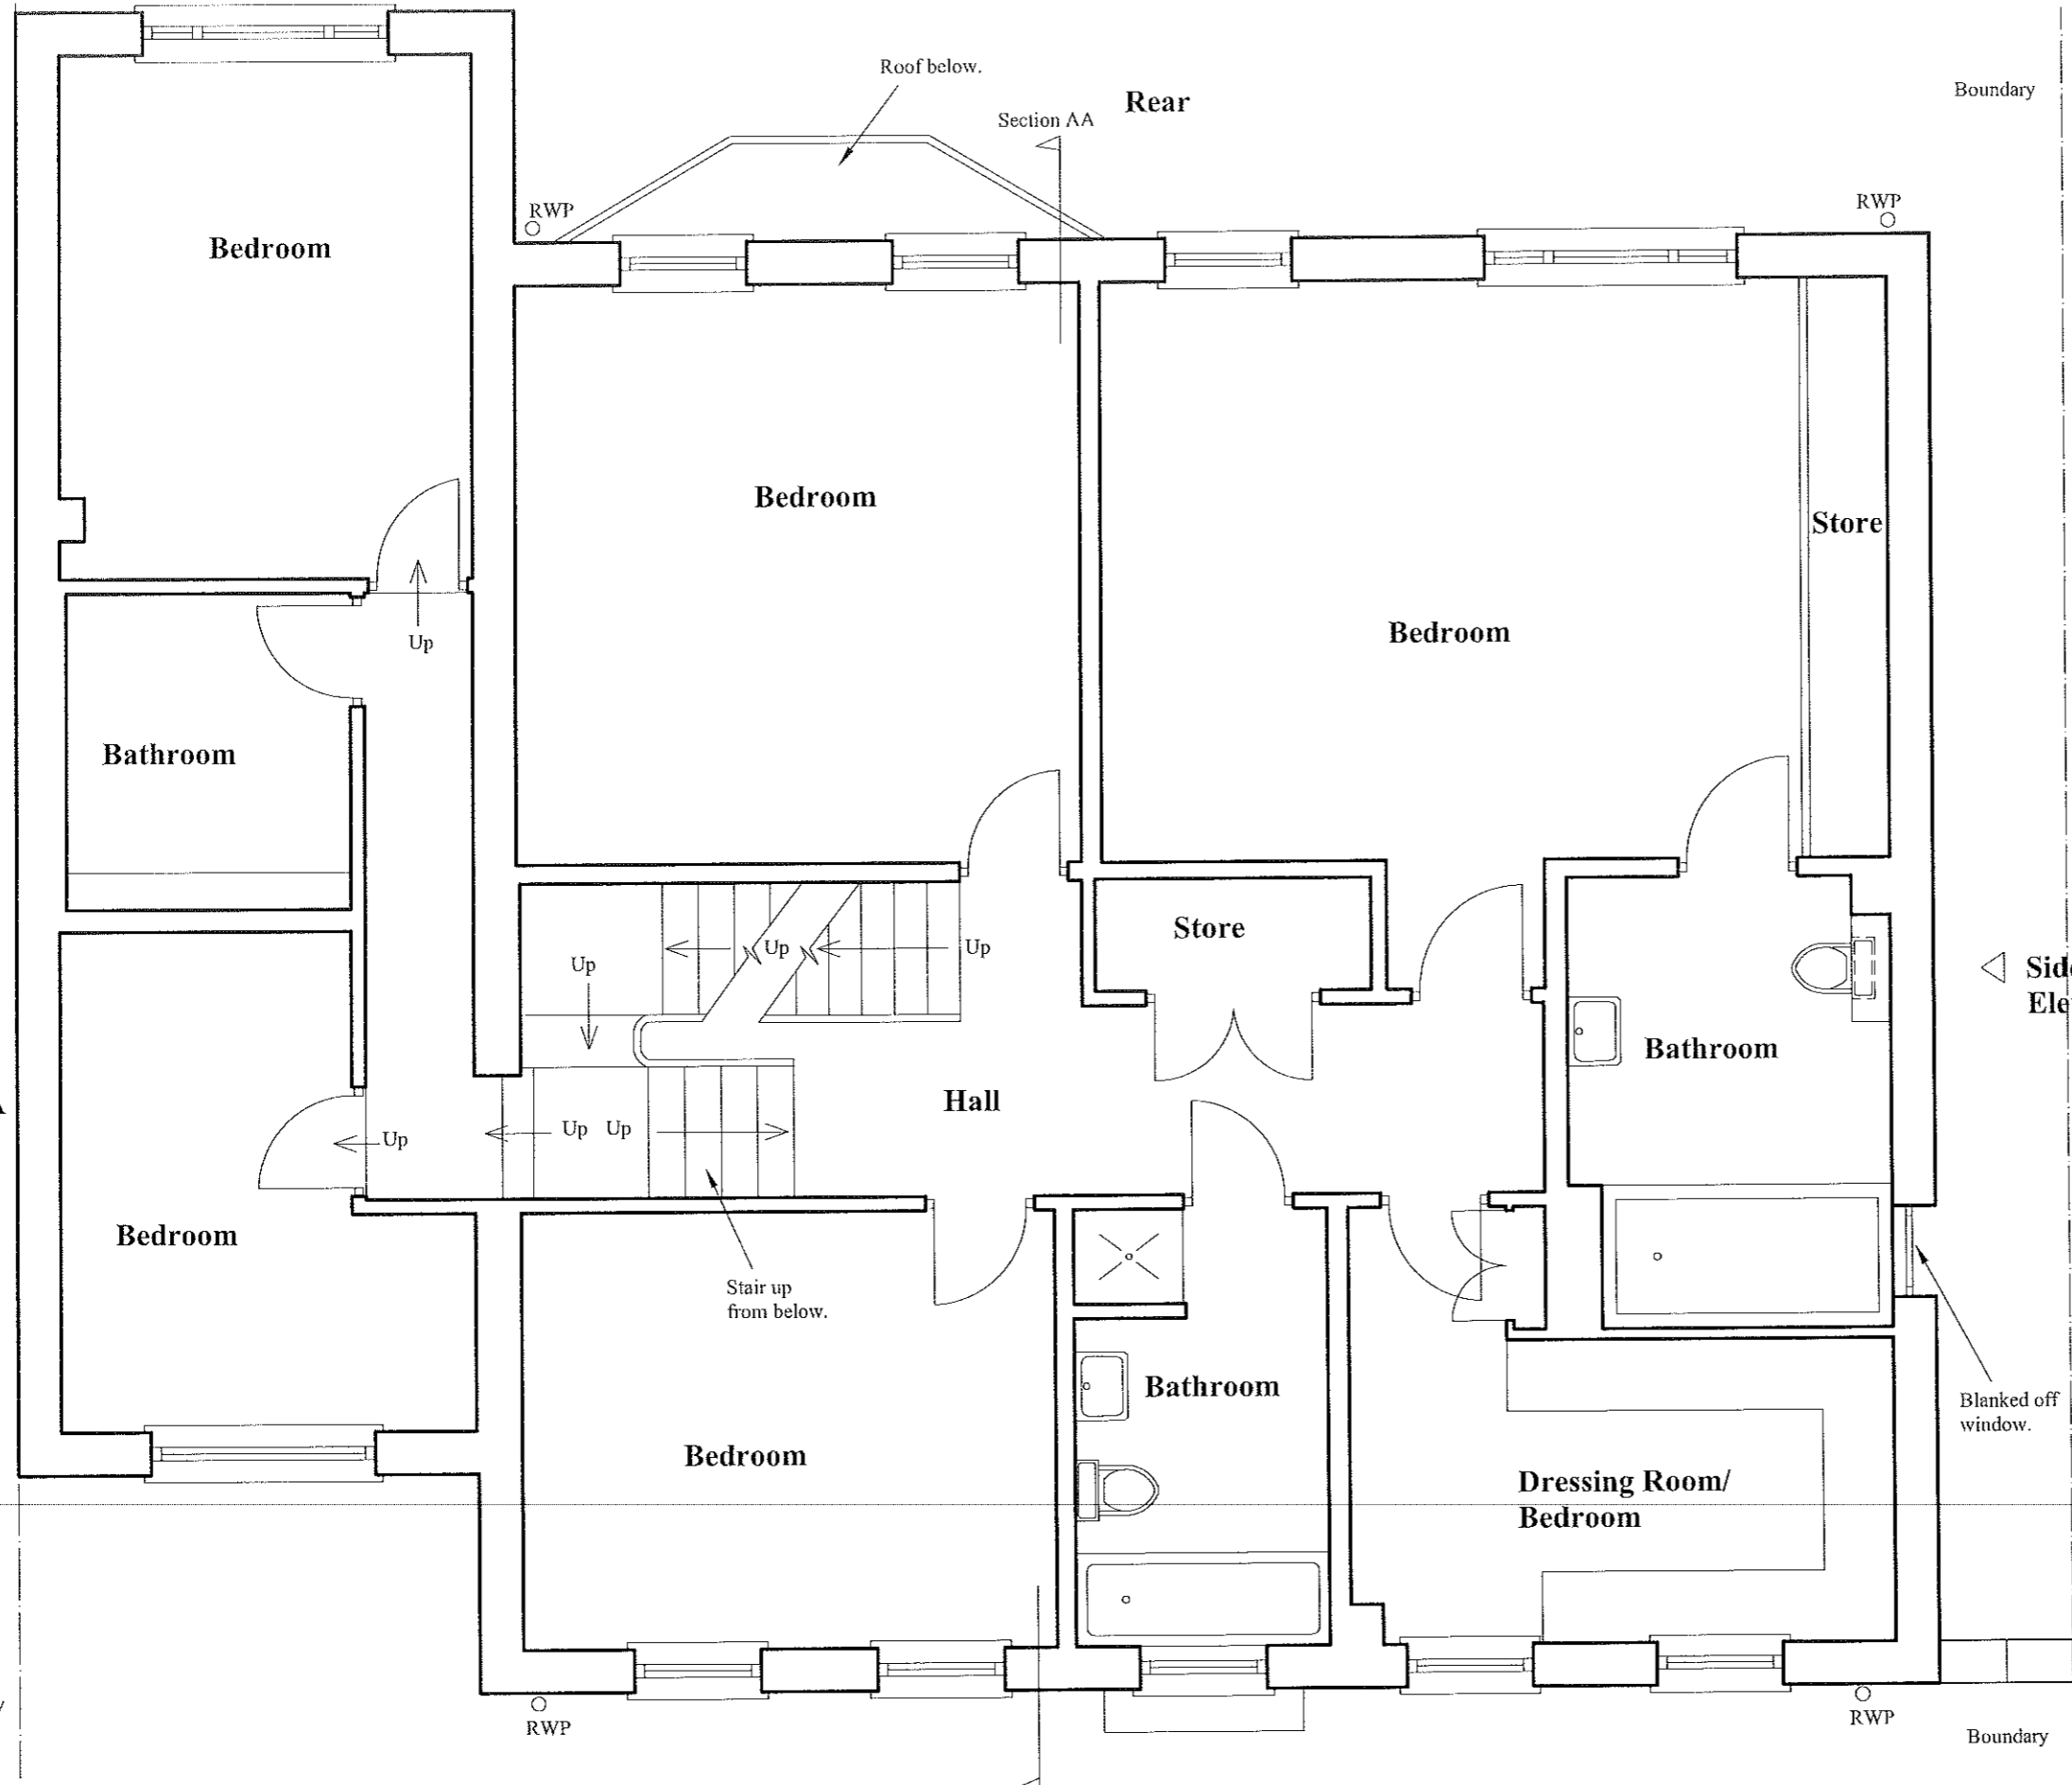 Roof below.
Rear
Section AA
Boundary
RWP
RWP
Bedroom
Bedroom
Store
Bedroom
Up
Bathroom
Store
Up
Up
Up
Side
Bathroom
Hall
Up
Up
Up
Bedroom
Stair up
from below.
Bathroom
Blanked off
window.
Bedroom
Dressing Room/
Bedroom
RWP
RWP
Boundary